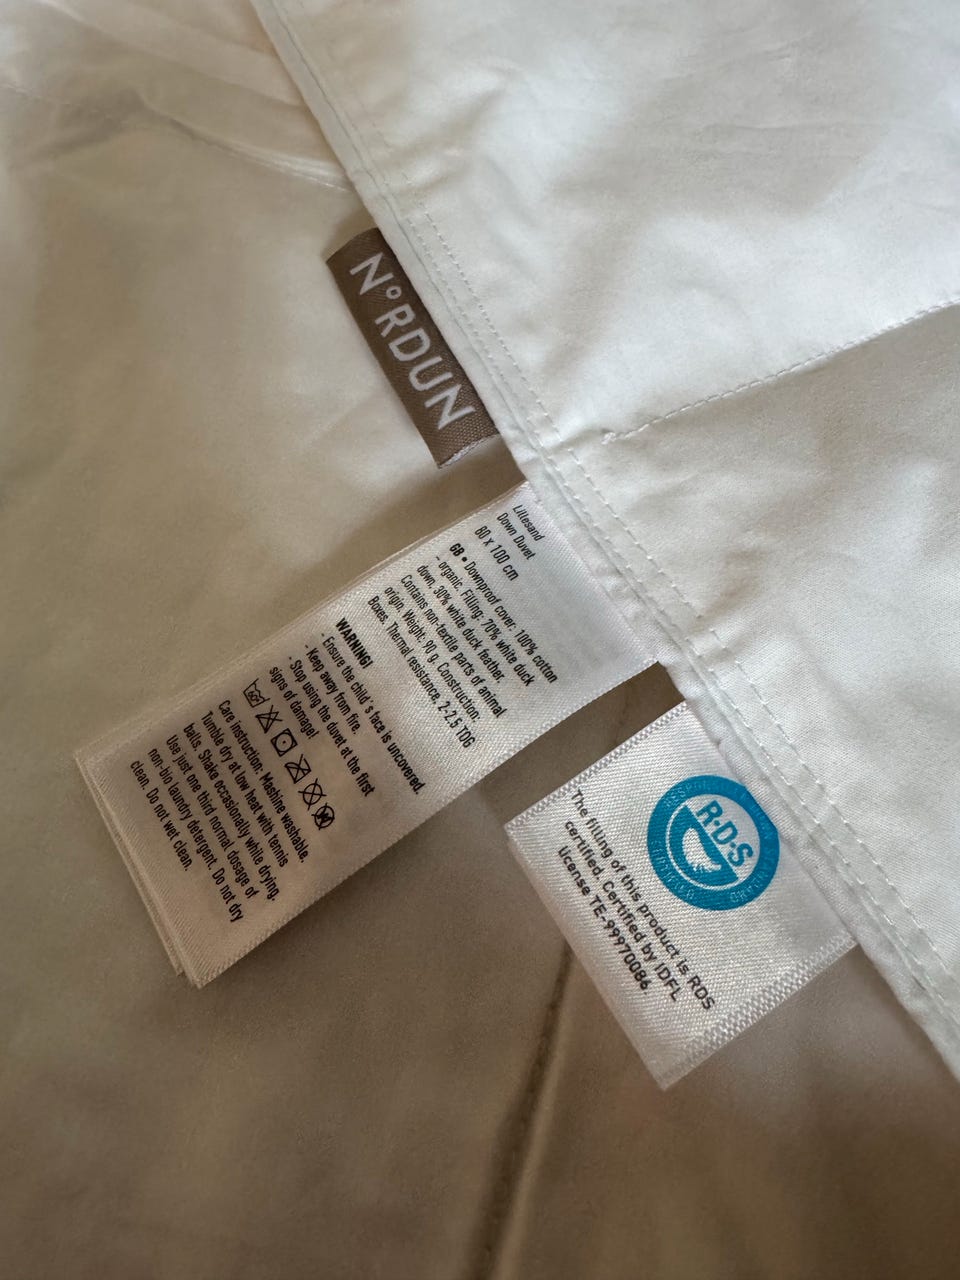 NoRDUN
Lillesand
Down Duvet
80 x 100 cm
GB • Downproof cover: 100% cotton
- organic. Filling: 70% white duck
down, 30% white duck feather.
Contains non-textile parts of animal
origin. Weight: 90 g. Construction:
Boxes. Thermal resistance, 2-2,5 TOG
WARNING!
- Ensure the child´s face is uncovered.
- Keep away from fire.
- Stop using the duvet at the first
signs of damage!
Care instruction: Mashine washable.
Tumble dry at low heat with tennis
balls. Shake occasionally while drying.
Use just one third normal dosage of
non-bio laundry detergent. Do not dry
clean. Do not wet clean.
R·D·S
The filling of this product is RDS
certified. Certified by IDFL
License TE-99970086.